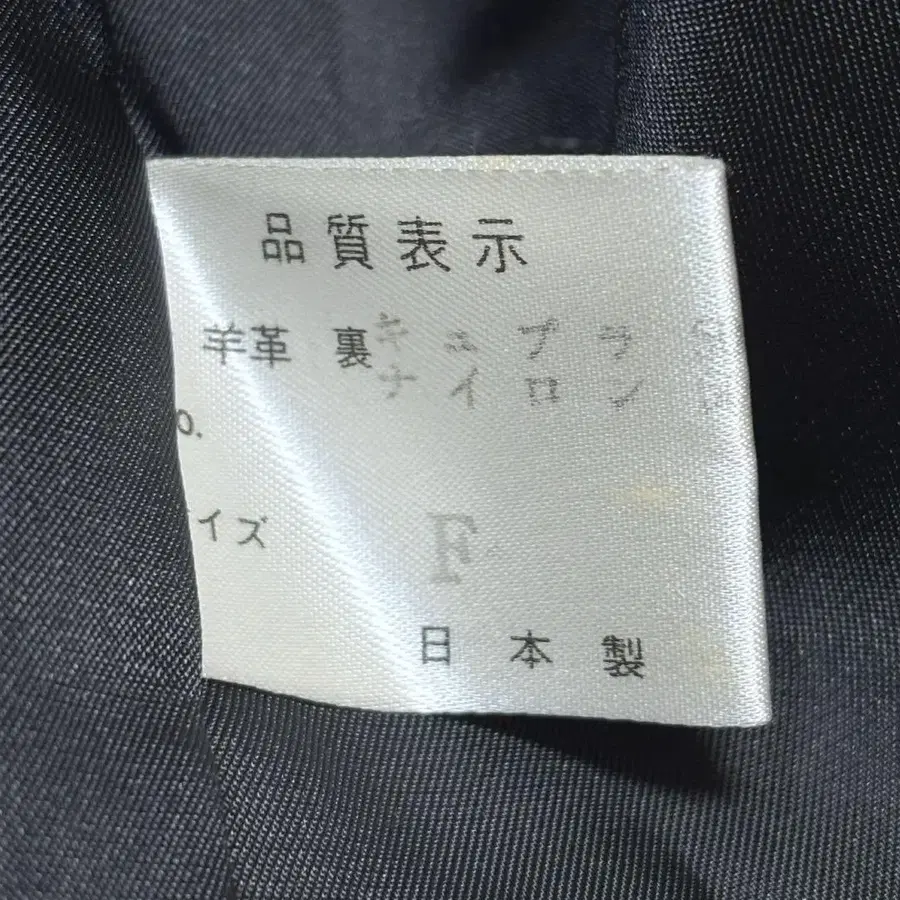 品質表示
羊革 裏 キュプラ
ナイロン
o.
イズ F
日本製